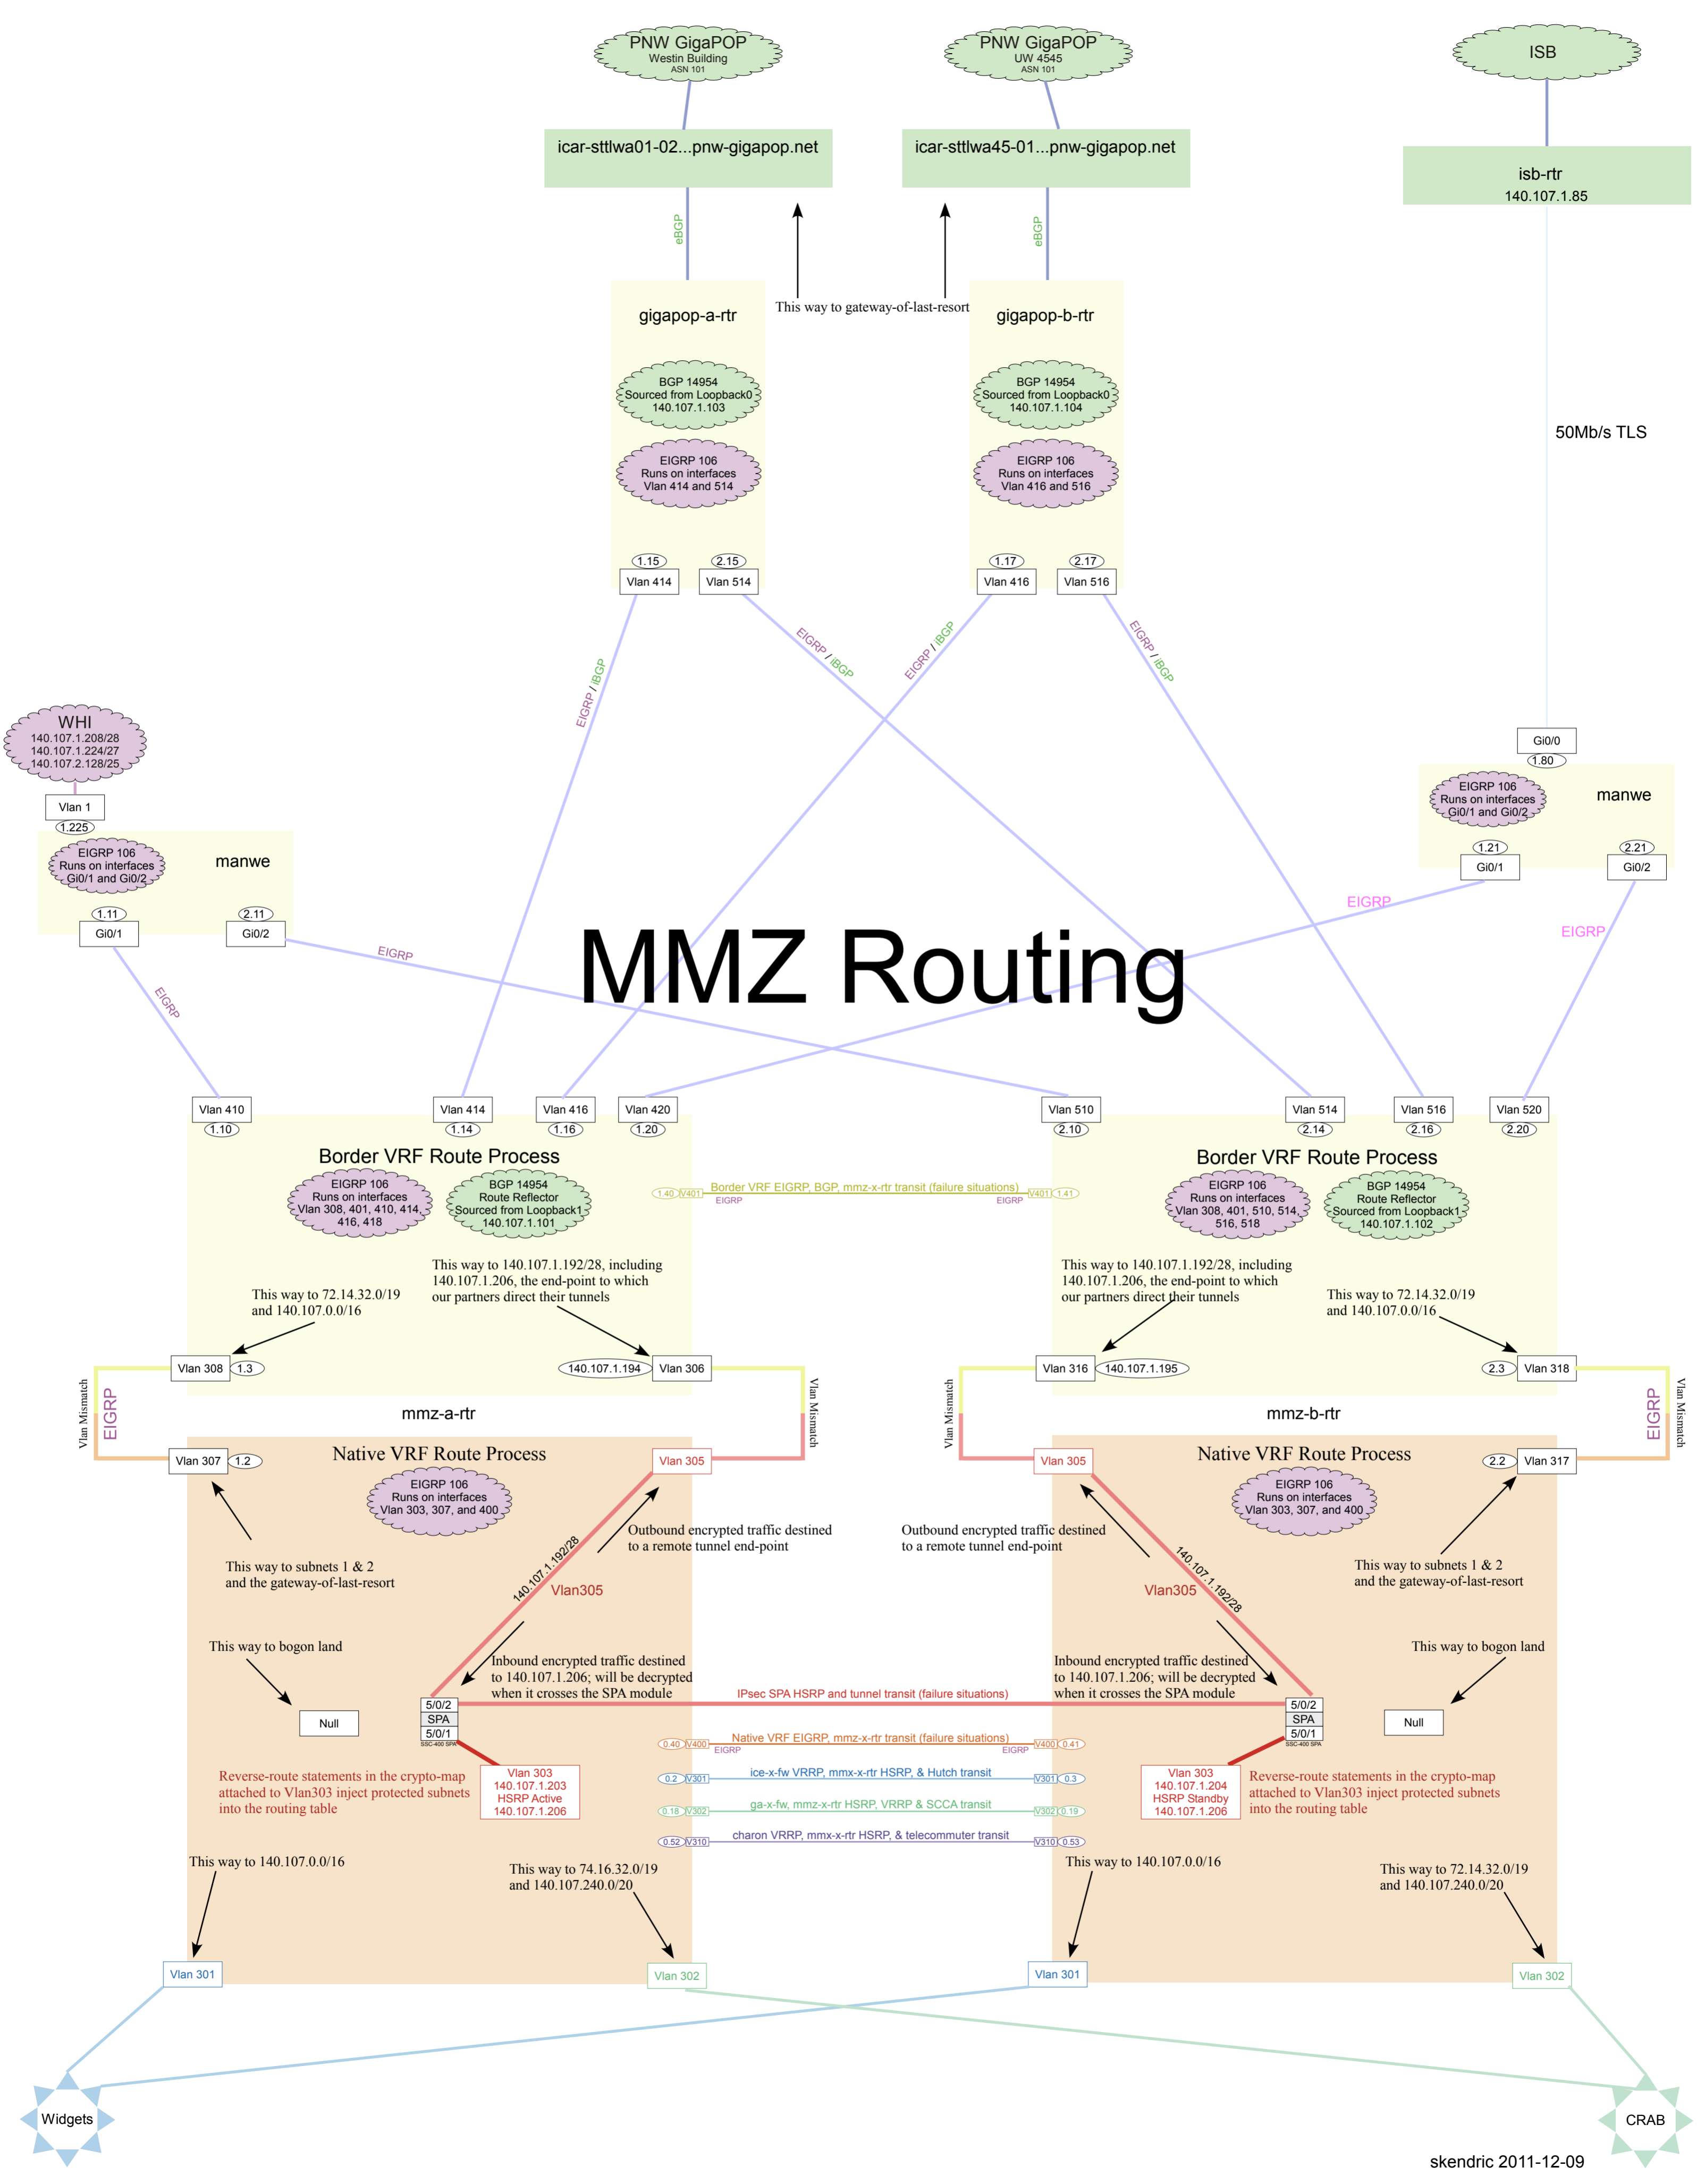 PNW GigaPOP
Westin Building
ASN 101
PNW GigaPOP
UW 4545
ASN 101
ISB
icar-sttlwa01-02...pnw-gigapop.net
icar-sttlwa45-01...pnw-gigapop.net
isb-rtr
140.107.1.85
eBGP
eBGP
This way to gateway-of-last-resort
gigapop-a-rtr
gigapop-b-rtr
BGP 14954
Sourced from Loopback0
140.107.1.103
BGP 14954
Sourced from Loopback0
140.107.1.104
50Mb/s TLS
EIGRP 106
Runs on interfaces
Vlan 414 and 514
EIGRP 106
Runs on interfaces
Vlan 416 and 516
1.15
2.15
1.17
2.17
Vlan 414
Vlan 514
Vlan 416
Vlan 516
EIGRP / iBGP
EIGRP / iBGP
EIGRP / iBGP
EIGRP / iBGP
WHI
140.107.1.208/28
140.107.1.224/27
140.107.2.128/25
Vlan 1
1.225
EIGRP 106
Runs on interfaces
Gi0/1 and Gi0/2
manwe
1.11
2.11
Gi0/1
Gi0/2
Gi0/0
1.80
EIGRP 106
Runs on interfaces
Gi0/1 and Gi0/2
manwe
1.21
2.21
Gi0/1
Gi0/2
EIGRP
EIGRP
EIGRP
EIGRP
MMZ Routing
Vlan 410
Vlan 414
Vlan 416
Vlan 420
Vlan 510
Vlan 514
Vlan 516
Vlan 520
1.10
1.14
1.16
1.20
2.10
2.14
2.16
2.20
Border VRF Route Process
EIGRP 106
Runs on interfaces
Vlan 308, 401, 410, 414,
416, 418
BGP 14954
Route Reflector
Sourced from Loopback1
140.107.1.101
1.40 V401 Border VRF EIGRP, BGP, mmz-x-rtr transit (failure situations) V401 1.41
EIGRP
EIGRP
Border VRF Route Process
EIGRP 106
Runs on interfaces
Vlan 308, 401, 510, 514,
516, 518
BGP 14954
Route Reflector
Sourced from Loopback1
140.107.1.102
This way to 140.107.1.192/28, including
140.107.1.206, the end-point to which
our partners direct their tunnels
This way to 72.14.32.0/19
and 140.107.0.0/16
This way to 140.107.1.192/28, including
140.107.1.206, the end-point to which
our partners direct their tunnels
This way to 72.14.32.0/19
and 140.107.0.0/16
Vlan 308
1.3
140.107.1.194
Vlan 306
Vlan 316
140.107.1.195
2.3
Vlan 318
Vlan Mismatch
EIGRP
Vlan Mismatch
Vlan Mismatch
EIGRP
Vlan Mismatch
mmz-a-rtr
mmz-b-rtr
Native VRF Route Process
Native VRF Route Process
Vlan 307
1.2
Vlan 305
Vlan 305
2.2
Vlan 317
EIGRP 106
Runs on interfaces
Vlan 303, 307, and 400
EIGRP 106
Runs on interfaces
Vlan 303, 307, and 400
Outbound encrypted traffic destined
to a remote tunnel end-point
Outbound encrypted traffic destined
to a remote tunnel end-point
This way to subnets 1 & 2
and the gateway-of-last-resort
140.107.1.192/28
Vlan305
140.107.1.192/28
Vlan305
This way to subnets 1 & 2
and the gateway-of-last-resort
This way to bogon land
This way to bogon land
Inbound encrypted traffic destined
to 140.107.1.206; will be decrypted
when it crosses the SPA module
Inbound encrypted traffic destined
to 140.107.1.206; will be decrypted
when it crosses the SPA module
IPsec SPA HSRP and tunnel transit (failure situations)
Null
5/0/2
SPA
5/0/1
SSC-400 SPA
5/0/2
SPA
5/0/1
SSC-400 SPA
Null
0.40 V400 Native VRF EIGRP, mmz-x-rtr transit (failure situations) V400 0.41
EIGRP
EIGRP
0.2 V301 ice-x-fw VRRP, mmx-x-rtr HSRP, & Hutch transit V301 0.3
0.18 V302 ga-x-fw, mmz-x-rtr HSRP, VRRP & SCCA transit V302 0.19
0.52 V310 charon VRRP, mmx-x-rtr HSRP, & telecommuter transit V310 0.53
Reverse-route statements in the crypto-map
attached to Vlan303 inject protected subnets
into the routing table
Vlan 303
140.107.1.203
HSRP Active
140.107.1.206
Vlan 303
140.107.1.204
HSRP Standby
140.107.1.206
Reverse-route statements in the crypto-map
attached to Vlan303 inject protected subnets
into the routing table
This way to 140.107.0.0/16
This way to 74.16.32.0/19
and 140.107.240.0/20
This way to 140.107.0.0/16
This way to 72.14.32.0/19
and 140.107.240.0/20
Vlan 301
Vlan 302
Vlan 301
Vlan 302
Widgets
CRAB
skendric 2011-12-09